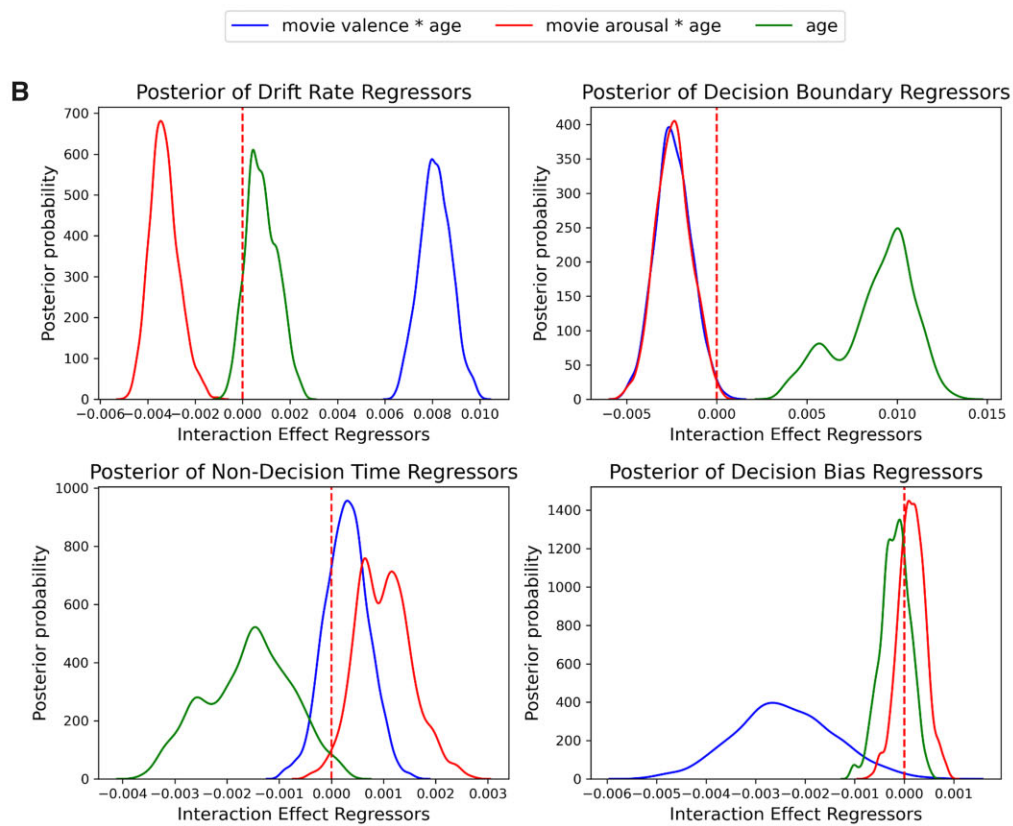 movie valence * age movie arousal * age age
B
Posterior of Drift Rate Regressors
700
600
500
400
300
200
100
0
Posterior probability
−0.006 −0.004 −0.002 0.000 0.002 0.004 0.006 0.008 0.010
Interaction Effect Regressors
Posterior of Decision Boundary Regressors
400
350
300
250
200
150
100
50
0
Posterior probability
−0.005 0.000 0.005 0.010 0.015
Interaction Effect Regressors
Posterior of Non-Decision Time Regressors
1000
800
600
400
200
0
Posterior probability
−0.004 −0.003 −0.002 −0.001 0.000 0.001 0.002 0.003
Interaction Effect Regressors
Posterior of Decision Bias Regressors
1400
1200
1000
800
600
400
200
0
Posterior probability
−0.006 −0.005 −0.004 −0.003 −0.002 −0.001 0.000 0.001
Interaction Effect Regressors